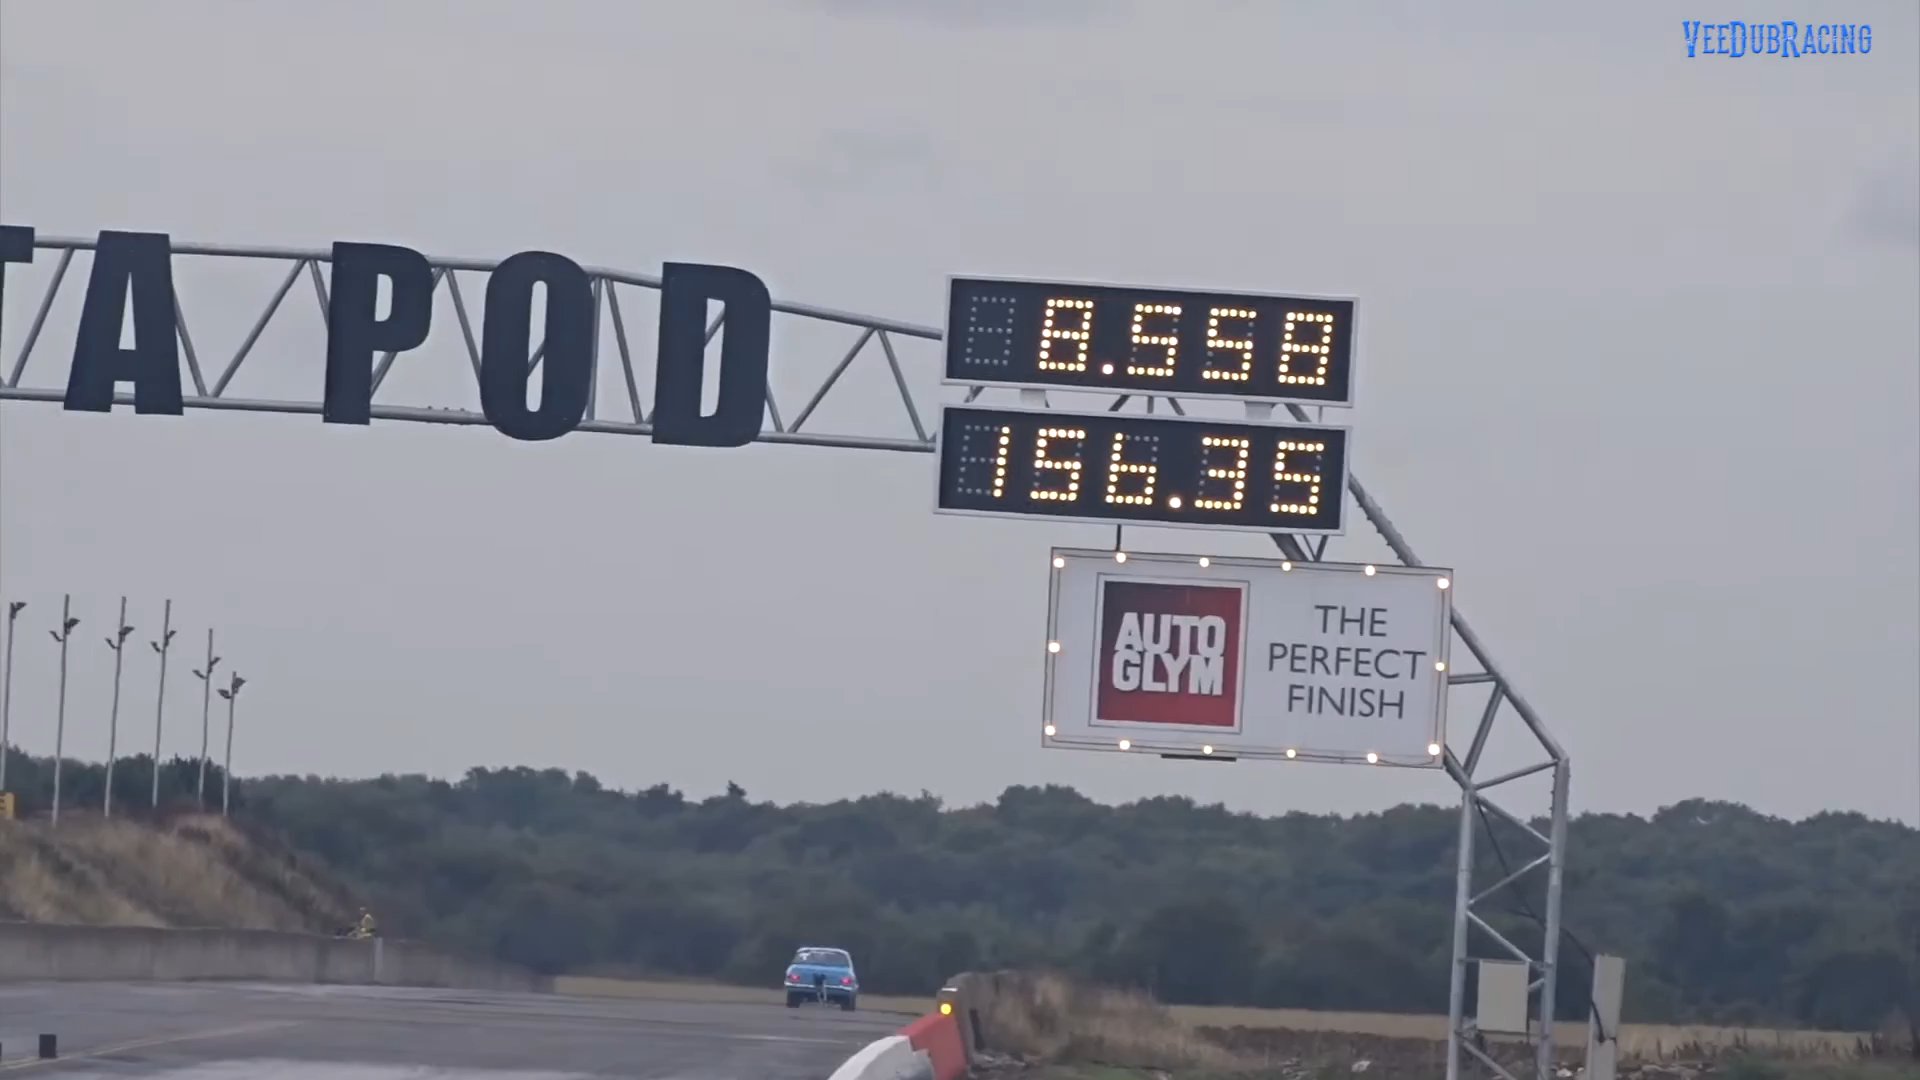 VEEDUBRACING
TA POD
8.558
156.35
AUTO
GLYM
THE
PERFECT
FINISH